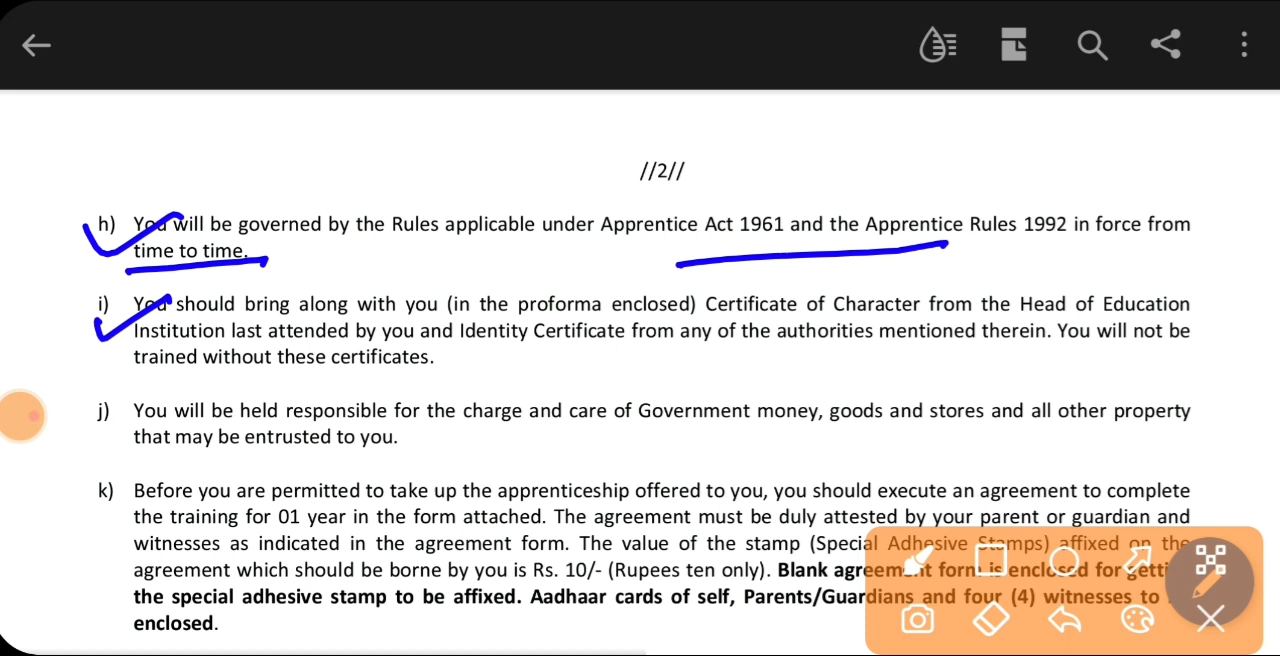 //2//
h) You will be governed by the Rules applicable under Apprentice Act 1961 and the Apprentice Rules 1992 in force from
time to time.
i) You should bring along with you (in the proforma enclosed) Certificate of Character from the Head of Education
Institution last attended by you and Identity Certificate from any of the authorities mentioned therein. You will not be
trained without these certificates.
j) You will be held responsible for the charge and care of Government money, goods and stores and all other property
that may be entrusted to you.
k) Before you are permitted to take up the apprenticeship offered to you, you should execute an agreement to complete
the training for 01 year in the form attached. The agreement must be duly attested by your parent or guardian and
witnesses as indicated in the agreement form. The value of the stamp (Special Adhesive Stamps) affixed on the
agreement which should be borne by you is Rs. 10/- (Rupees ten only). Blank agreement form is enclosed for
the special adhesive stamp to be affixed. Aadhaar cards of self, Parents/Guardians and four (4) witnesses to
enclosed.